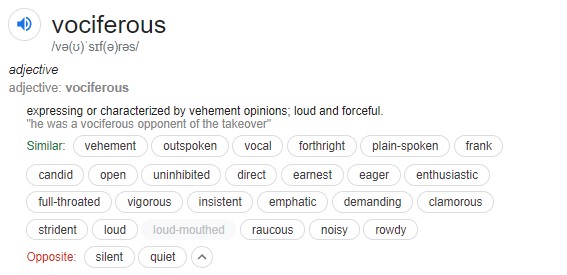 vociferous
/və(ʊ)ˈsɪf(ə)rəs/
adjective
adjective: vociferous
expressing or characterized by vehement opinions; loud and forceful.
"he was a vociferous opponent of the takeover"
Similar: vehement outspoken vocal forthright plain-spoken frank
candid open uninhibited direct earnest eager enthusiastic
full-throated vigorous insistent emphatic demanding clamorous
strident loud loud-mouthed raucous noisy rowdy
Opposite: silent quiet